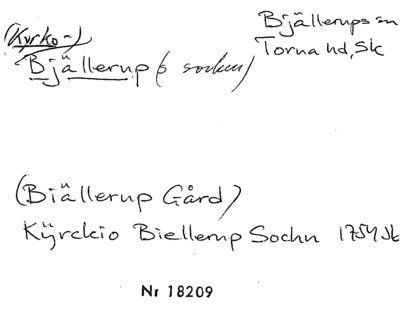 (Kyrko-)
Bjällerup(s socken)
Bjällerups sn
Torna hd, Sk
(Biällerup Gård)
Kÿrckio Biellerup Sochn 1754 Jb
Nr 18209